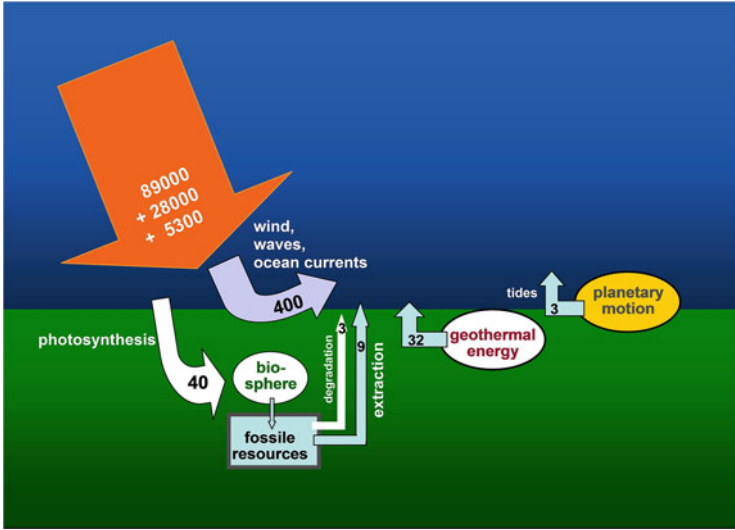 89000
+ 28000
+ 5300
wind,
waves,
ocean currents
400
photosynthesis
40
bio-
sphere
fossile
resources
degradation
3
9
extraction
32
geothermal
energy
tides
3
planetary
motion